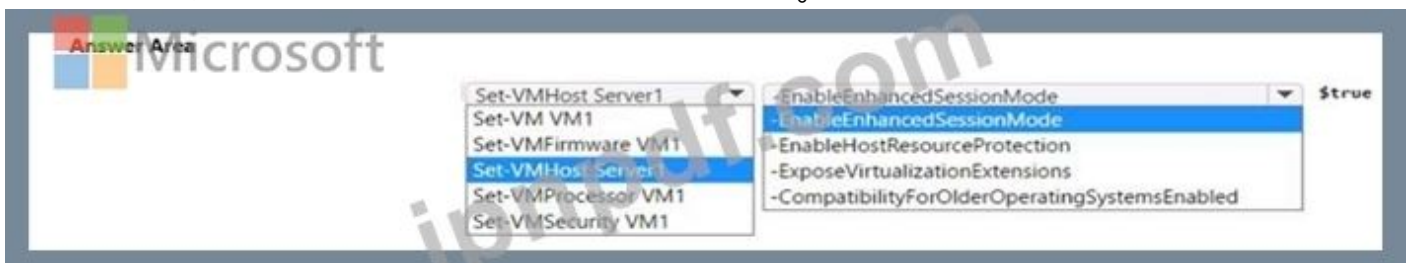 Answer Area
Microsoft
Set-VMHost Server1 -EnableEnhancedSessionMode $true
Set-VM VM1 -EnableEnhancedSessionMode
Set-VMFirmware VM1 -EnableHostResourceProtection
Set-VMHost Server1 -ExposeVirtualizationExtensions
Set-VMProcessor VM1 -CompatibilityForOlderOperatingSystemsEnabled
Set-VMSecurity VM1